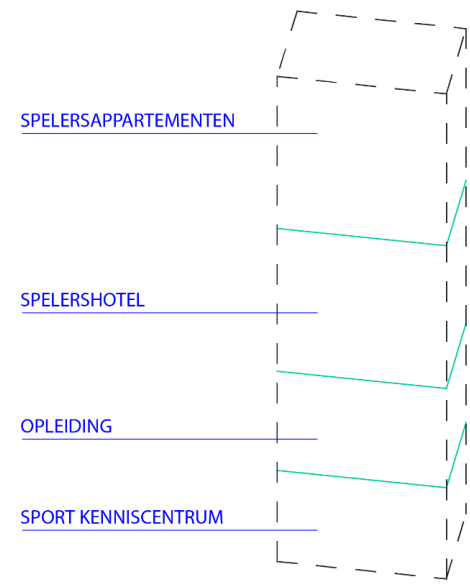 SPELERSAPPARTEMENTEN
SPELERSHOTEL
OPLEIDING
SPORT KENNISCENTRUM